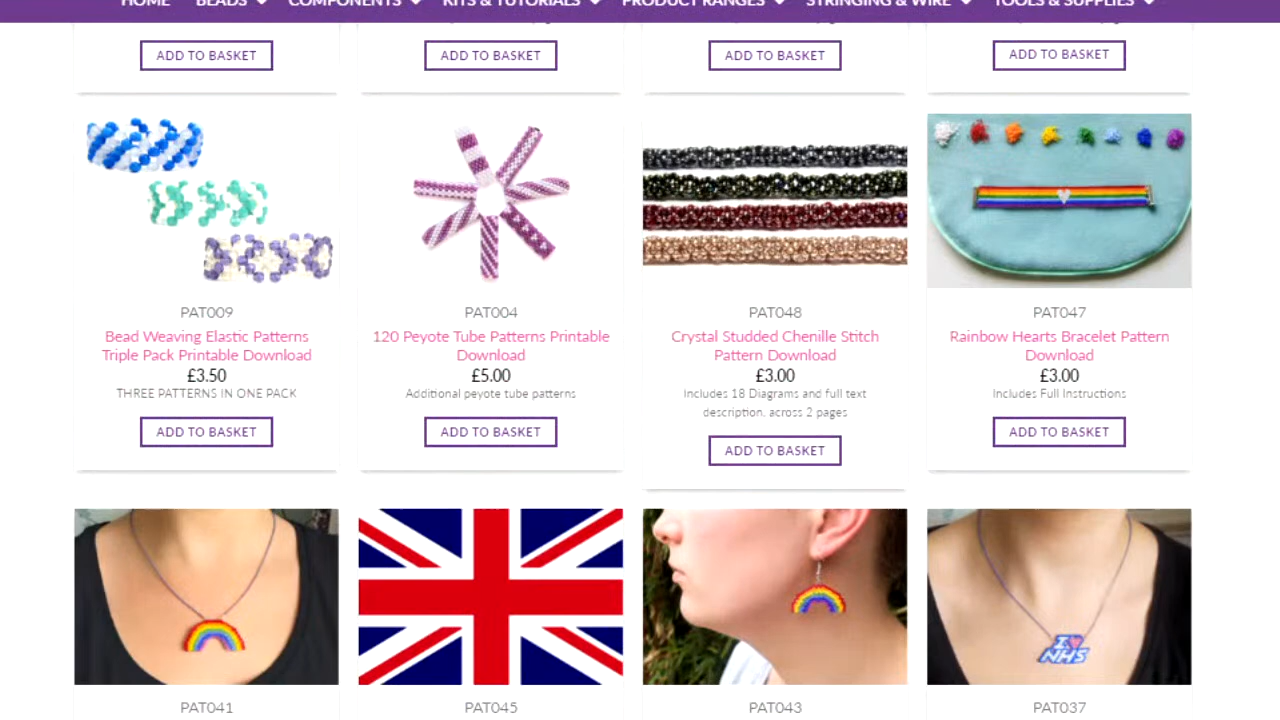 HOME BEADS COMPONENTS KITS & TUTORIALS PRODUCT RANGES STRINGING & WIRE TOOLS & SUPPLIES
ADD TO BASKET ADD TO BASKET ADD TO BASKET ADD TO BASKET
PAT009
Bead Weaving Elastic Patterns
Triple Pack Printable Download
£3.50
THREE PATTERNS IN ONE PACK
ADD TO BASKET
PAT004
120 Peyote Tube Patterns Printable
Download
£5.00
Additional peyote tube patterns
ADD TO BASKET
PAT048
Crystal Studded Chenille Stitch
Pattern Download
£3.00
Includes 18 Diagrams and full text
description, across 2 pages
ADD TO BASKET
PAT047
Rainbow Hearts Bracelet Pattern
Download
£3.00
Includes Full Instructions
ADD TO BASKET
I
NHS
PAT041 PAT045 PAT043 PAT037